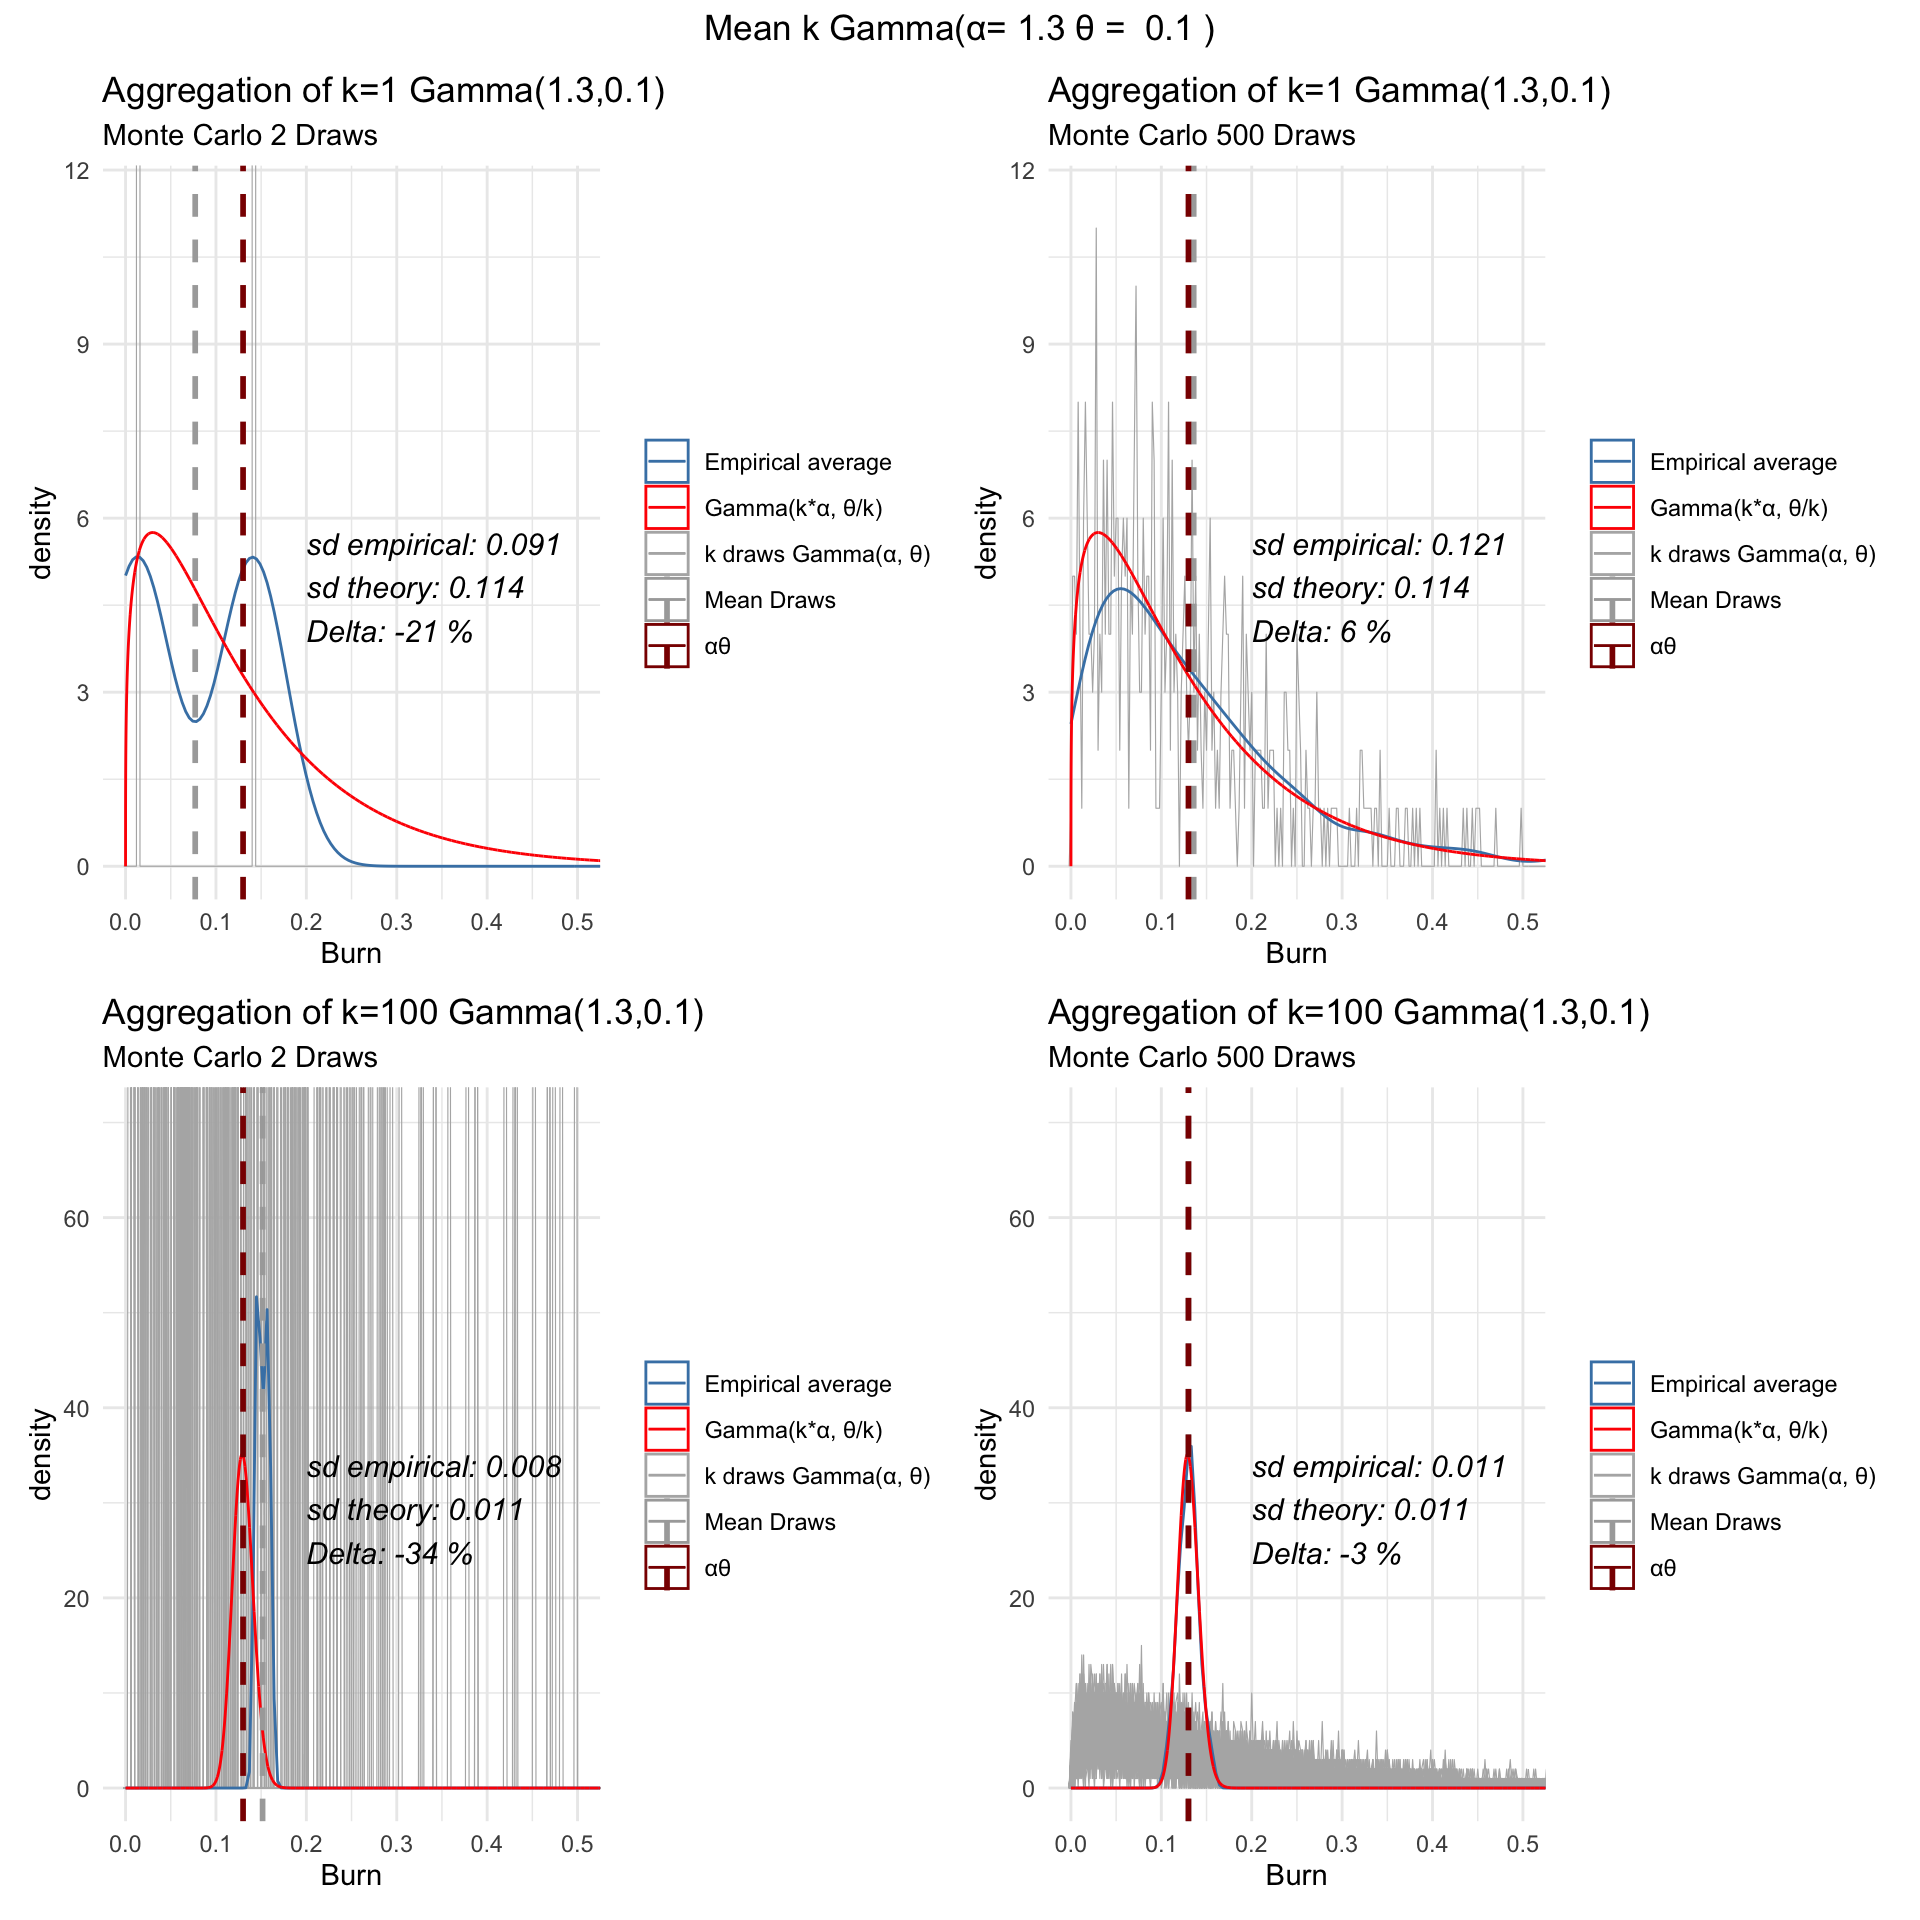 Mean k Gamma(α= 1.3 θ =  0.1 )
Aggregation of k=1 Gamma(1.3,0.1)
Monte Carlo 2 Draws
12
9
6
3
0
density
sd empirical: 0.091
sd theory: 0.114
Delta: -21 %
0.0 0.1 0.2 0.3 0.4 0.5
Burn
Empirical average
Gamma(k*α, θ/k)
k draws Gamma(α, θ)
Mean Draws
αθ
Aggregation of k=1 Gamma(1.3,0.1)
Monte Carlo 500 Draws
12
9
6
3
0
density
sd empirical: 0.121
sd theory: 0.114
Delta: 6 %
0.0 0.1 0.2 0.3 0.4 0.5
Burn
Empirical average
Gamma(k*α, θ/k)
k draws Gamma(α, θ)
Mean Draws
αθ
Aggregation of k=100 Gamma(1.3,0.1)
Monte Carlo 2 Draws
60
40
20
0
density
sd empirical: 0.008
sd theory: 0.011
Delta: -34 %
0.0 0.1 0.2 0.3 0.4 0.5
Burn
Empirical average
Gamma(k*α, θ/k)
k draws Gamma(α, θ)
Mean Draws
αθ
Aggregation of k=100 Gamma(1.3,0.1)
Monte Carlo 500 Draws
60
40
20
0
density
sd empirical: 0.011
sd theory: 0.011
Delta: -3 %
0.0 0.1 0.2 0.3 0.4 0.5
Burn
Empirical average
Gamma(k*α, θ/k)
k draws Gamma(α, θ)
Mean Draws
αθ